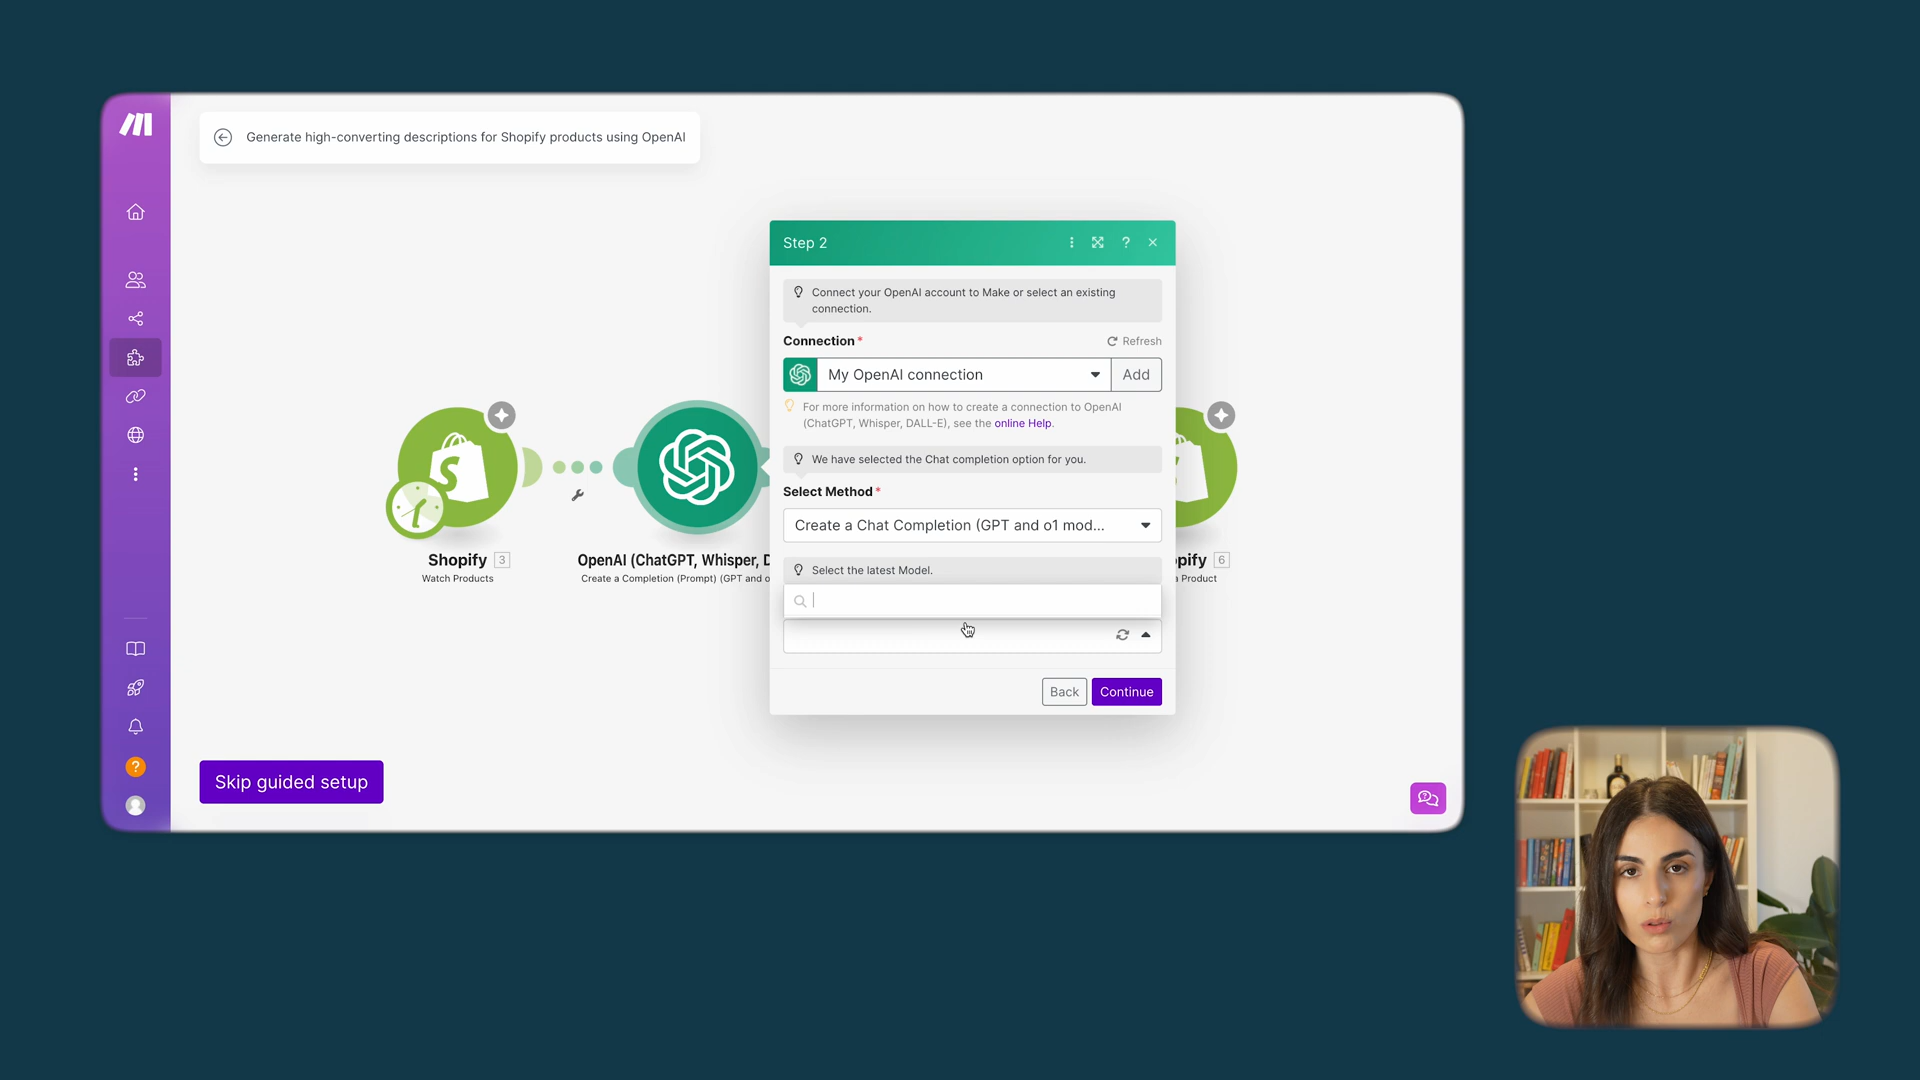 Generate high-converting descriptions for Shopify products using OpenAI
Step 2
?
Connect your OpenAI account to Make or select an existing
connection.
Connection*
Refresh
My OpenAI connection
Add
For more information on how to create a connection to OpenAI
(ChatGPT, Whisper, DALL-E), see the online Help.
We have selected the Chat completion option for you.
Select Method*
Create a Chat Completion (GPT and o1 mod...
Select the latest Model.
Back
Continue
Shopify 3
Watch Products
OpenAI (ChatGPT, Whisper, D
Create a Completion (Prompt) (GPT and o
pify 6
a Product
?
Skip guided setup